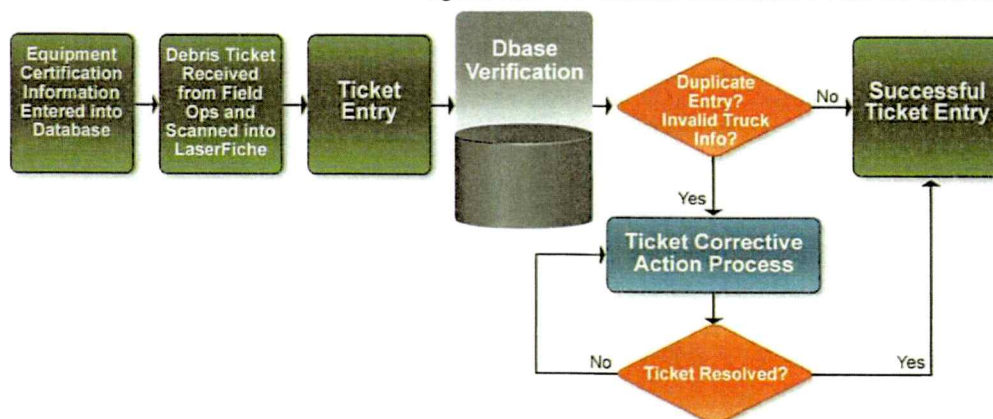 Equipment
Certification
Information
Entered into
Database
Debris Ticket
Received
from Field
Ops and
Scanned into
LaserFiche
Ticket
Entry
Dbase
Verification
Duplicate
Entry?
Invalid Truck
Info?
No
Successful
Ticket Entry
Yes
Ticket Corrective
Action Process
No
Ticket Resolved?
Yes